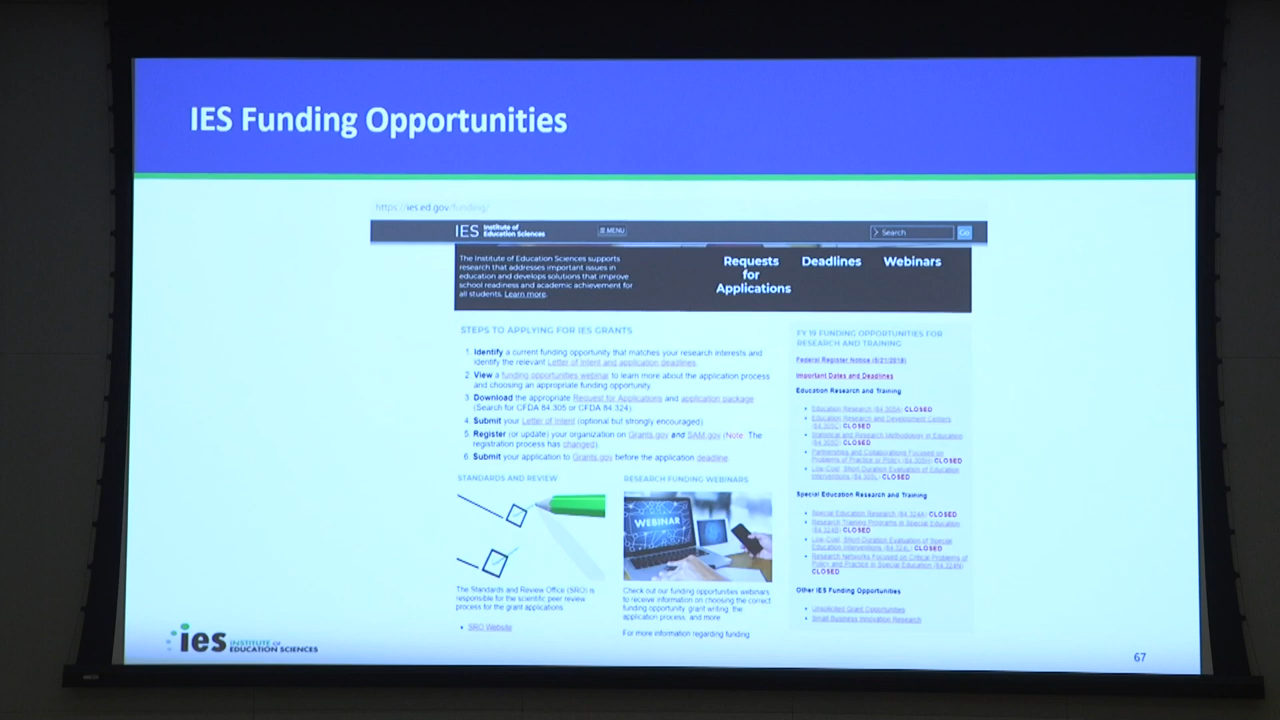 IES Funding Opportunities
https://ies.ed.gov/funding/
IES Institute of
Education Sciences
≡ MENU
Search
Go
The Institute of Education Sciences supports
research that addresses important issues in
education and develops solutions that improve
school readiness and academic achievement for
all students. Learn more.
Requests
for
Applications
Deadlines
Webinars
STEPS TO APPLYING FOR IES GRANTS
1. Identify a current funding opportunity that matches your research interests and
identify the relevant Letter of Intent and application deadlines.
2. View a funding opportunities webinar to learn more about the application process
and choosing an appropriate funding opportunity.
3. Download the appropriate Request for Applications and application package
(Search for CFDA 84.305 or CFDA 84.324).
4. Submit your Letter of Intent (optional but strongly encouraged)
5. Register (or update) your organization on Grants.gov and SAM.gov (Note: The
registration process has changed).
6. Submit your application to Grants.gov before the application deadline.
STANDARDS AND REVIEW
The Standards and Review Office (SRO) is
responsible for the scientific peer review
process for the grant applications.
• SRO Website
RESEARCH FUNDING WEBINARS
WEBINAR
Check out our funding opportunities webinars
to receive information on choosing the correct
funding opportunity, grant writing, the
application process, and more.
For more information regarding funding
FY 19 FUNDING OPPORTUNITIES FOR
RESEARCH AND TRAINING
Federal Register Notice (6/21/2018)
Important Dates and Deadlines
Education Research and Training
• Education Research (84.305A) CLOSED
• Education Research and Development Centers
(84.305C) CLOSED
• Statistical and Research Methodology in Education
(84.305D) CLOSED
• Partnerships and Collaborations Focused on
Problems of Practice or Policy (84.305H) CLOSED
• Low-Cost, Short-Duration Evaluation of Education
Interventions (84.305L) CLOSED
Special Education Research and Training
• Special Education Research (84.324A) CLOSED
• Research Training Programs in Special Education
(84.324B) CLOSED
• Low-Cost, Short-Duration Evaluation of Special
Education Interventions (84.324L) CLOSED
• Research Networks Focused on Critical Problems of
Policy and Practice in Special Education (84.324N)
CLOSED
Other IES Funding Opportunities
• Unsolicited Grant Opportunities
• Small Business Innovation Research
ies INSTITUTE OF
EDUCATION SCIENCES
67